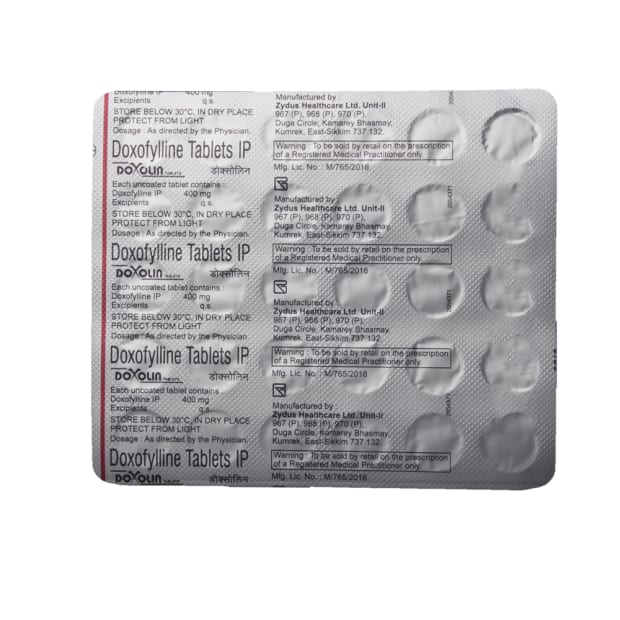 Doxofylline IP 400 mg
Excipients q.s.
STORE BELOW 30°C, IN DRY PLACE
PROTECT FROM LIGHT
Dosage : As directed by the Physician.
Doxofylline Tablets IP
DOXOLIN TABLETS डोक्सोलिन
Each uncoated tablet contains :
Doxofylline IP 400 mg
Excipients q.s.
STORE BELOW 30°C, IN DRY PLACE
PROTECT FROM LIGHT
Dosage : As directed by the Physician.
Doxofylline Tablets IP
DOXOLIN TABLETS डोक्सोलिन
Each uncoated tablet contains :
Doxofylline IP 400 mg
Excipients q.s.
STORE BELOW 30°C, IN DRY PLACE
PROTECT FROM LIGHT
Dosage : As directed by the Physician.
Doxofylline Tablets IP
DOXOLIN TABLETS डोक्सोलिन
Each uncoated tablet contains :
Doxofylline IP 400 mg
Excipients q.s.
STORE BELOW 30°C, IN DRY PLACE
PROTECT FROM LIGHT
Dosage : As directed by the Physician.
Doxofylline Tablets IP
DOXOLIN TABLETS डोक्सोलिन
Manufactured by :
Zydus Healthcare Ltd. Unit-II
967 (P), 968 (P), 970 (P),
Duga Circle, Kamarey Bhasmay,
Kumrek, East-Sikkim 737 132.
Warning : To be sold by retail on the prescription
of a Registered Medical Practitioner only.
Mfg. Lic. No. : M/765/2016
Manufactured by :
Zydus Healthcare Ltd. Unit-II
967 (P), 968 (P), 970 (P),
Duga Circle, Kamarey Bhasmay,
Kumrek, East-Sikkim 737 132.
Warning : To be sold by retail on the prescription
of a Registered Medical Practitioner only.
Mfg. Lic. No. : M/765/2016
Manufactured by :
Zydus Healthcare Ltd. Unit-II
967 (P), 968 (P), 970 (P),
Duga Circle, Kamarey Bhasmay,
Kumrek, East-Sikkim 737 132.
Warning : To be sold by retail on the prescription
of a Registered Medical Practitioner only.
Mfg. Lic. No. : M/765/2016
Manufactured by :
Zydus Healthcare Ltd. Unit-II
967 (P), 968 (P), 970 (P),
Duga Circle, Kamarey Bhasmay,
Kumrek, East-Sikkim 737 132.
Warning : To be sold by retail on the prescription
of a Registered Medical Practitioner only.
Mfg. Lic. No. : M/765/2016
2054371
2054371
2054371